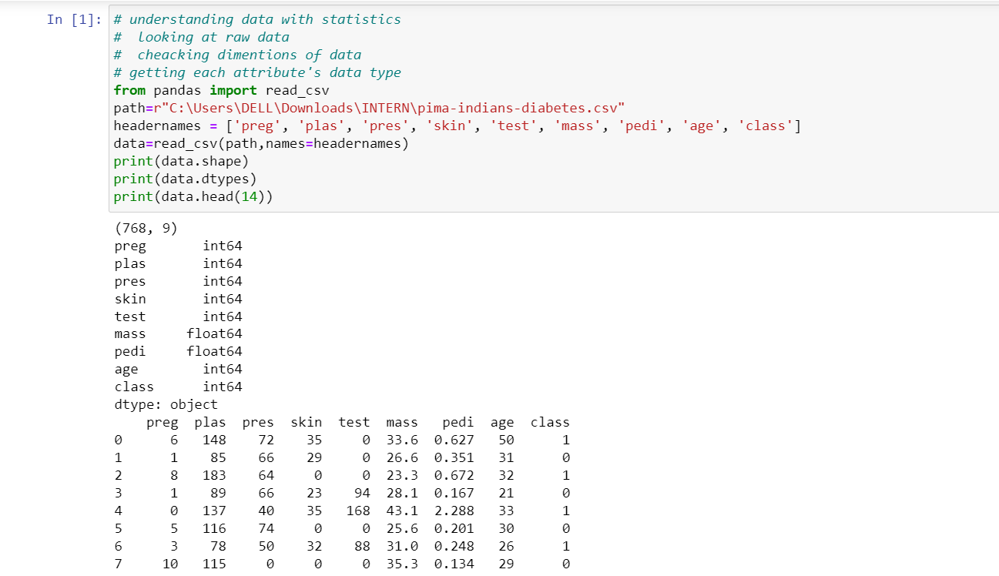 In [1]: # understanding data with statistics
#  looking at raw data
#  cheacking dimentions of data
# getting each attribute's data type
from pandas import read_csv
path=r"C:\Users\DELL\Downloads\INTERN\pima-indians-diabetes.csv"
headernames = ['preg', 'plas', 'pres', 'skin', 'test', 'mass', 'pedi', 'age', 'class']
data=read_csv(path,names=headernames)
print(data.shape)
print(data.dtypes)
print(data.head(14))
(768, 9)
preg       int64
plas       int64
pres       int64
skin       int64
test       int64
mass     float64
pedi     float64
age        int64
class      int64
dtype: object
    preg  plas  pres  skin  test  mass   pedi  age  class
0      6   148    72    35     0  33.6  0.627   50      1
1      1    85    66    29     0  26.6  0.351   31      0
2      8   183    64     0     0  23.3  0.672   32      1
3      1    89    66    23    94  28.1  0.167   21      0
4      0   137    40    35   168  43.1  2.288   33      1
5      5   116    74     0     0  25.6  0.201   30      0
6      3    78    50    32    88  31.0  0.248   26      1
7     10   115     0     0     0  35.3  0.134   29      0